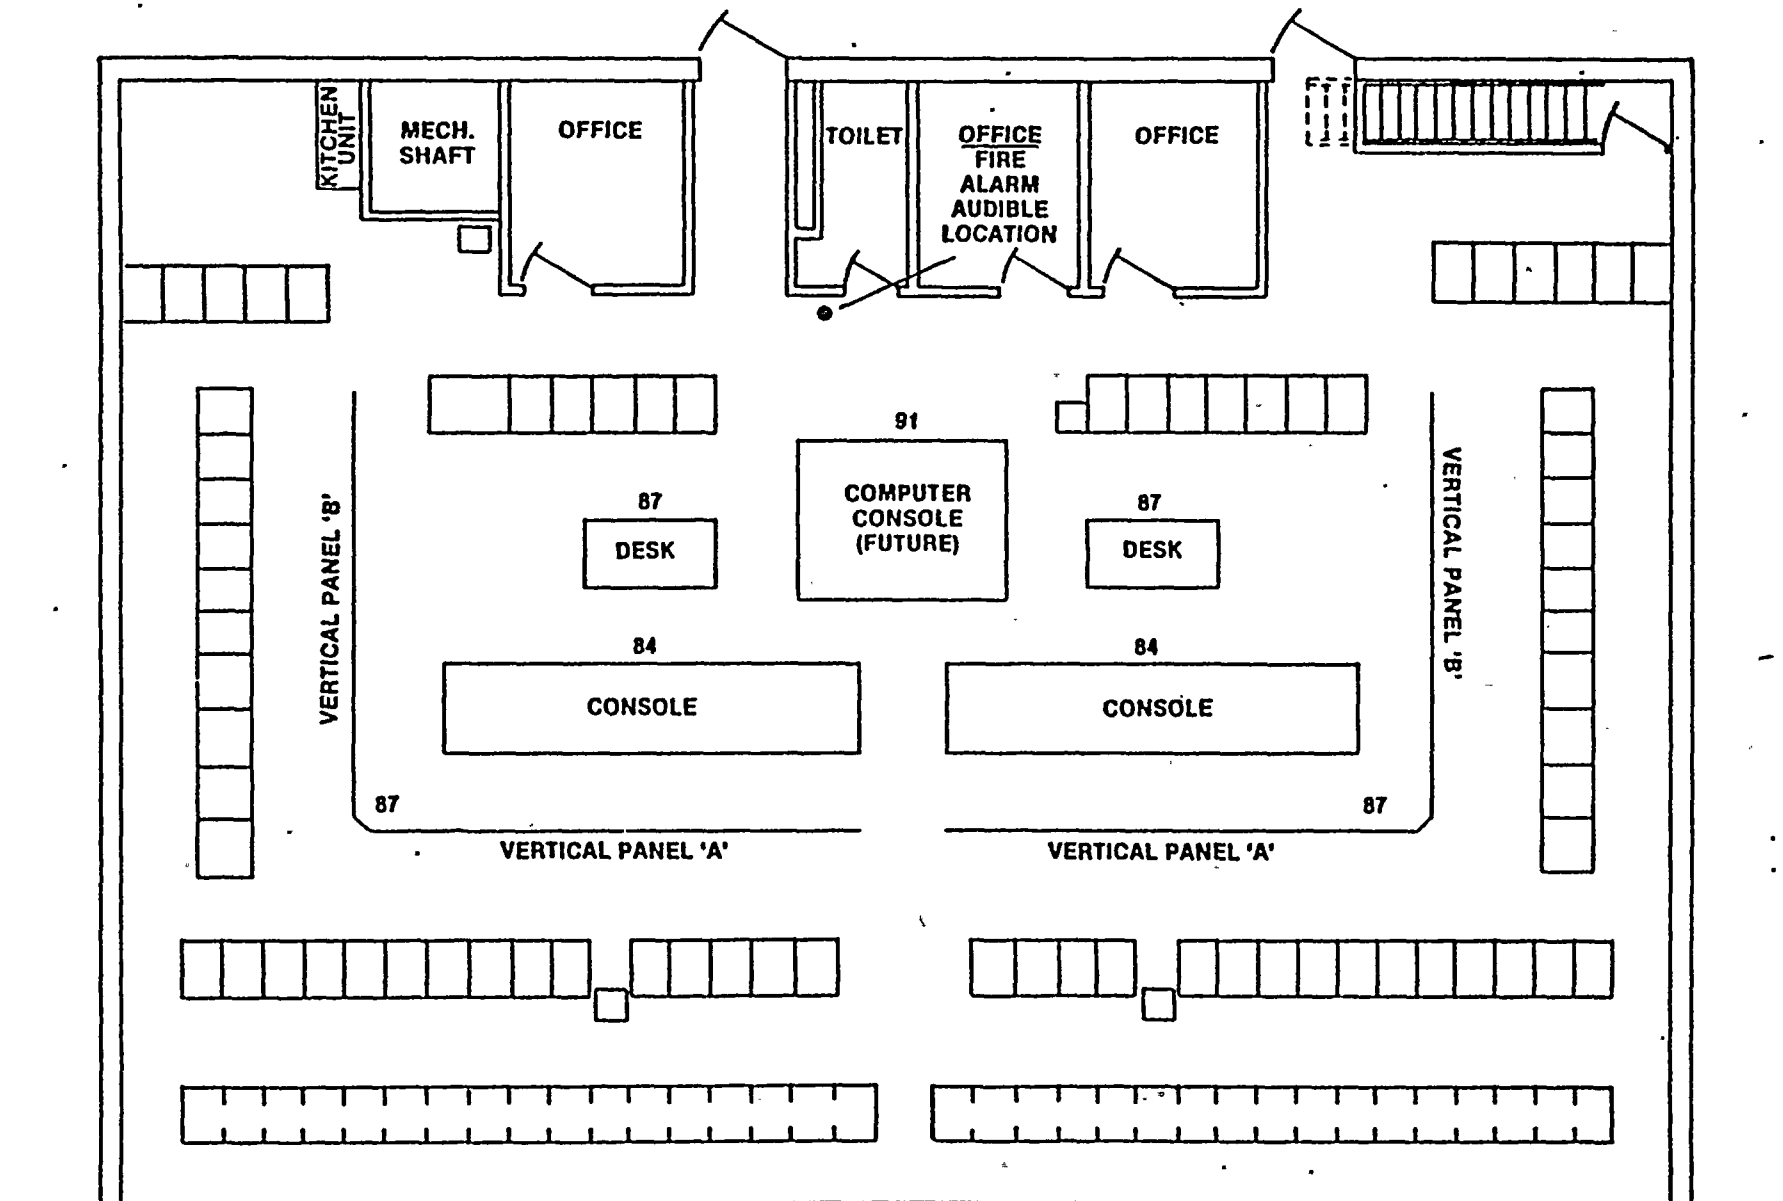 KITCHEN
UNIT
MECH.
SHAFT
OFFICE
TOILET
OFFICE
FIRE
ALARM
AUDIBLE
LOCATION
OFFICE
91
COMPUTER
CONSOLE
(FUTURE)
87
DESK
87
DESK
VERTICAL PANEL 'B'
VERTICAL PANEL 'B'
84
CONSOLE
84
CONSOLE
87
87
VERTICAL PANEL 'A'
VERTICAL PANEL 'A'